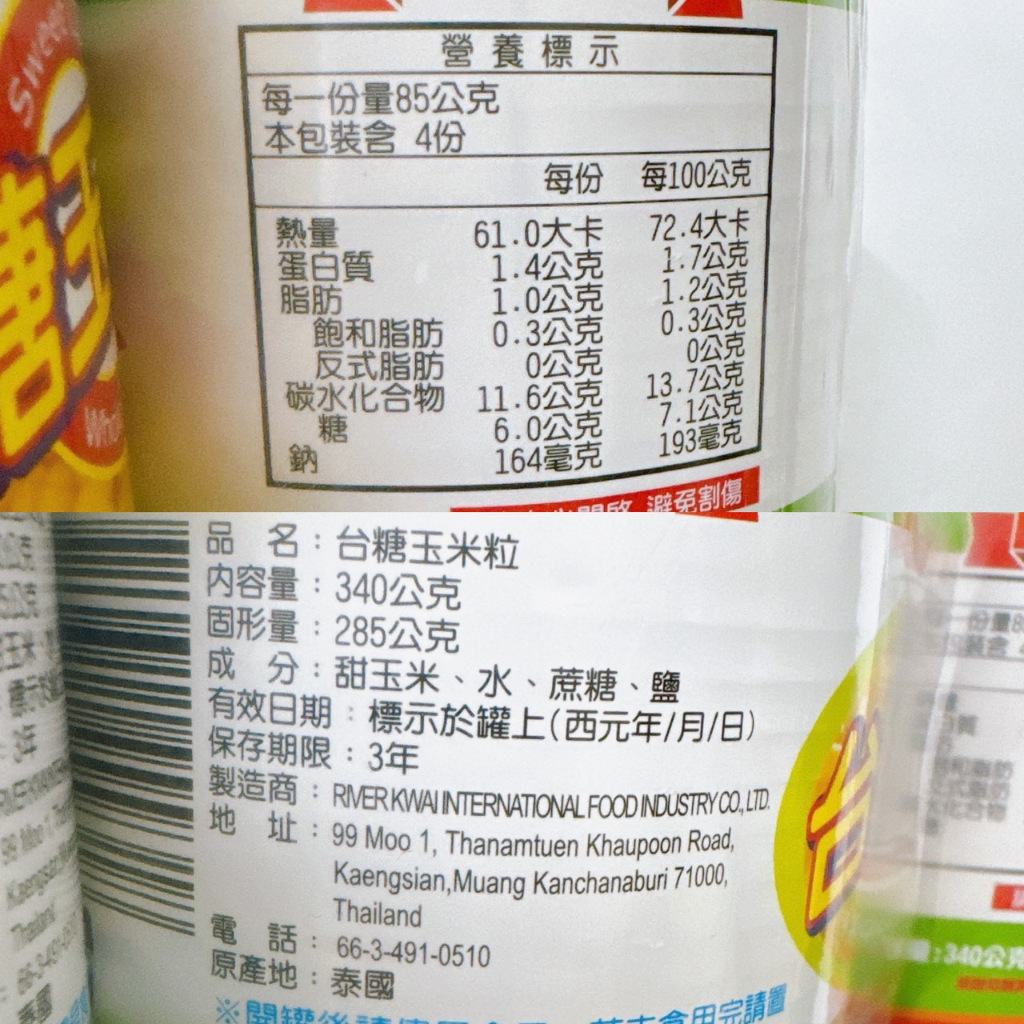 Sweet
糖玉
營養標示
每一份量85公克
本包裝含 4份
每份 每100公克
熱量 61.0大卡 72.4大卡
蛋白質 1.4公克 1.7公克
脂肪 1.0公克 1.2公克
飽和脂肪 0.3公克 0.3公克
反式脂肪 0公克 0公克
碳水化合物 11.6公克 13.7公克
糖 6.0公克 7.1公克
鈉 164毫克 193毫克
避免割傷
品 名：台糖玉米粒
內容量：340公克
固形量：285公克
成 分：甜玉米、水、蔗糖、鹽
有效日期：標示於罐上(西元年/月/日)
保存期限：3年
製造商：RIVER KWAI INTERNATIONAL FOOD INDUSTRY CO., LTD.
地 址：99 Moo 1, Thanamtuen Khaupoon Road,
Kaengsian,Muang Kanchanaburi 71000,
Thailand
電 話：66-3-491-0510
原產地：泰國
台
量:340公克